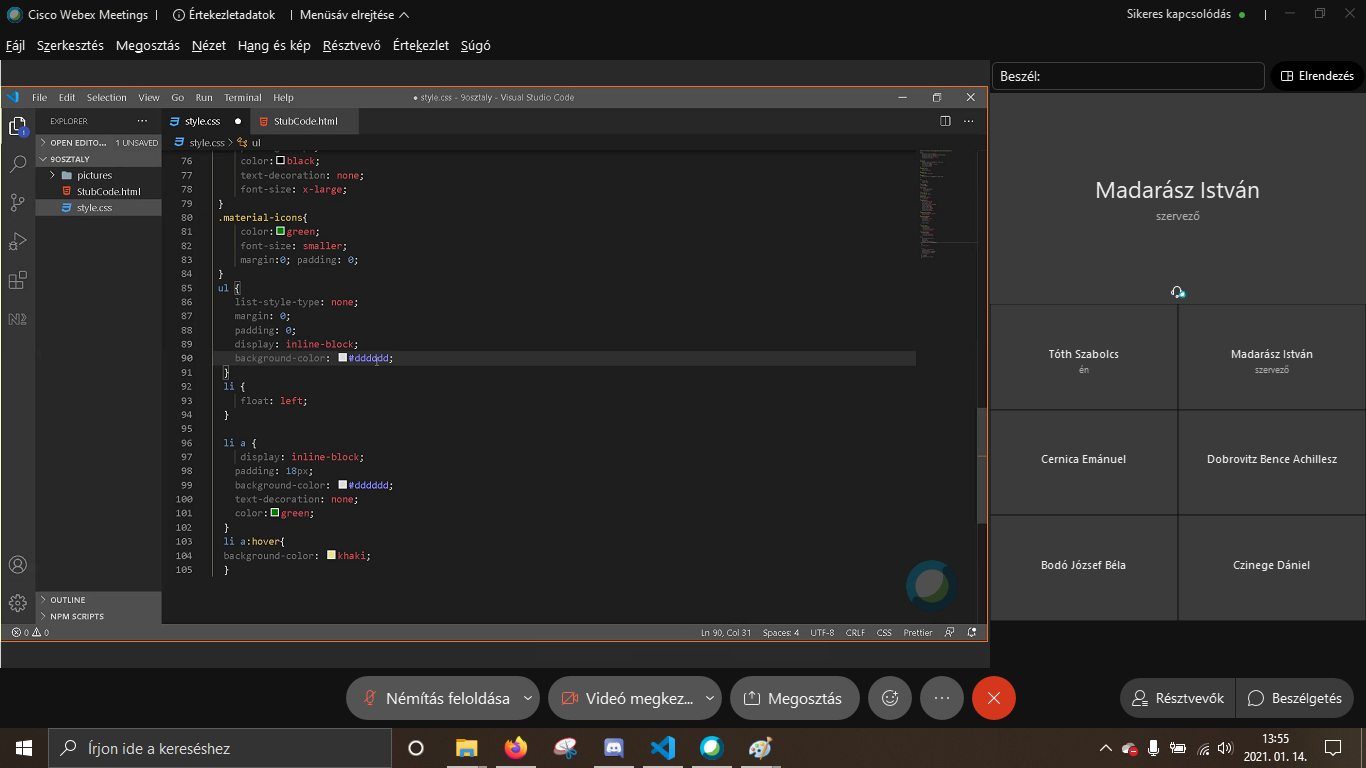 Cisco Webex Meetings | Értekezletadatok | Menüsáv elrejtése
Sikeres kapcsolódás
Fájl Szerkesztés Megosztás Nézet Hang és kép Résztvevő Értekezlet Súgó
File Edit Selection View Go Run Terminal Help
● style.css - 9osztaly - Visual Studio Code
EXPLORER ...
OPEN EDITO... 1 UNSAVED
9OSZTALY
pictures
StubCode.html
style.css
OUTLINE
NPM SCRIPTS
style.css ● StubCode.html
style.css > ul
76 color: black;
77 text-decoration: none;
78 font-size: x-large;
79 }
80 .material-icons{
81 color: green;
82 font-size: smaller;
83 margin:0; padding: 0;
84 }
85 ul {
86 list-style-type: none;
87 margin: 0;
88 padding: 0;
89 display: inline-block;
90 background-color: #dddddd;
91 }
92 li {
93 float: left;
94 }
95
96 li a {
97 display: inline-block;
98 padding: 18px;
99 background-color: #dddddd;
100 text-decoration: none;
101 color: green;
102 }
103 li a:hover{
104 background-color: khaki;
105 }
0 0
Ln 90, Col 31 Spaces: 4 UTF-8 CRLF CSS Prettier
Beszél:
Elrendezés
Madarász István
szervező
Tóth Szabolcs
én
Madarász István
szervező
Cernica Emánuel
Dobrovitz Bence Achillesz
Bodó József Béla
Czinege Dániel
Némítás feloldása
Videó megkez...
Megosztás
Résztvevők
Beszélgetés
Írjon ide a kereséshez
13:55
2021. 01. 14.